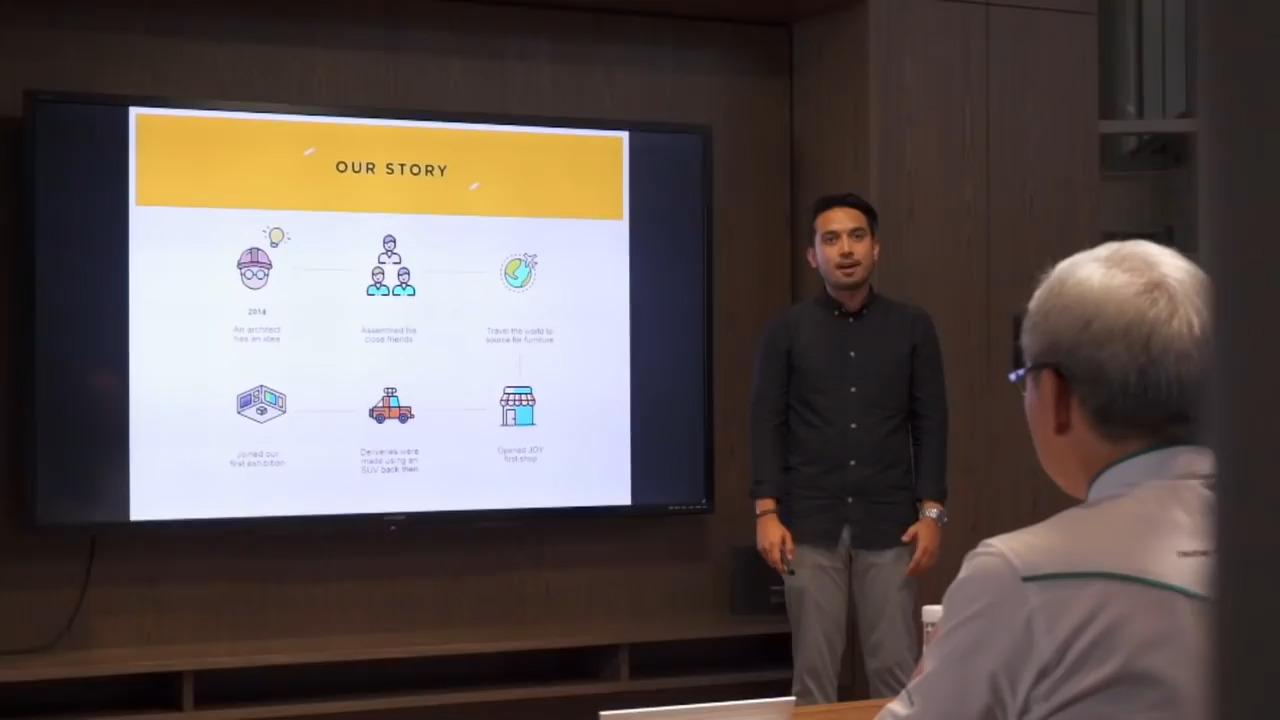 OUR STORY
2014
An architect
has an idea
Assembled his
close friends
Travel the world to
source for furniture
Joined our
first exhibition
Deliveries were
made using an
SUV back then
Opened JOY
first shop